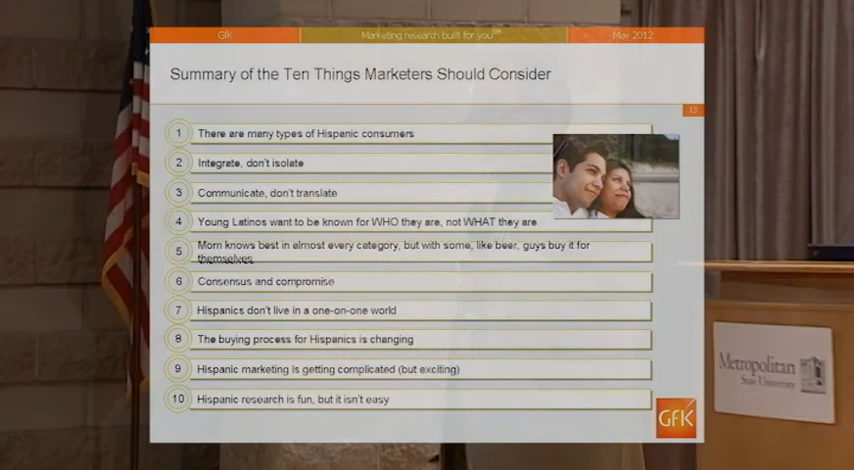 GfK
Marketing research built for you℠
May 2012
Summary of the Ten Things Marketers Should Consider
13
1 There are many types of Hispanic consumers
2 Integrate, don't isolate
3 Communicate, don't translate
4 Young Latinos want to be known for WHO they are, not WHAT they are
5 Mom knows best in almost every category, but with some, like beer, guys buy it for
themselves
6 Consensus and compromise
7 Hispanics don't live in a one-on-one world
8 The buying process for Hispanics is changing
9 Hispanic marketing is getting complicated (but exciting)
10 Hispanic research is fun, but it isn't easy
GfK
Metropolitan
State University